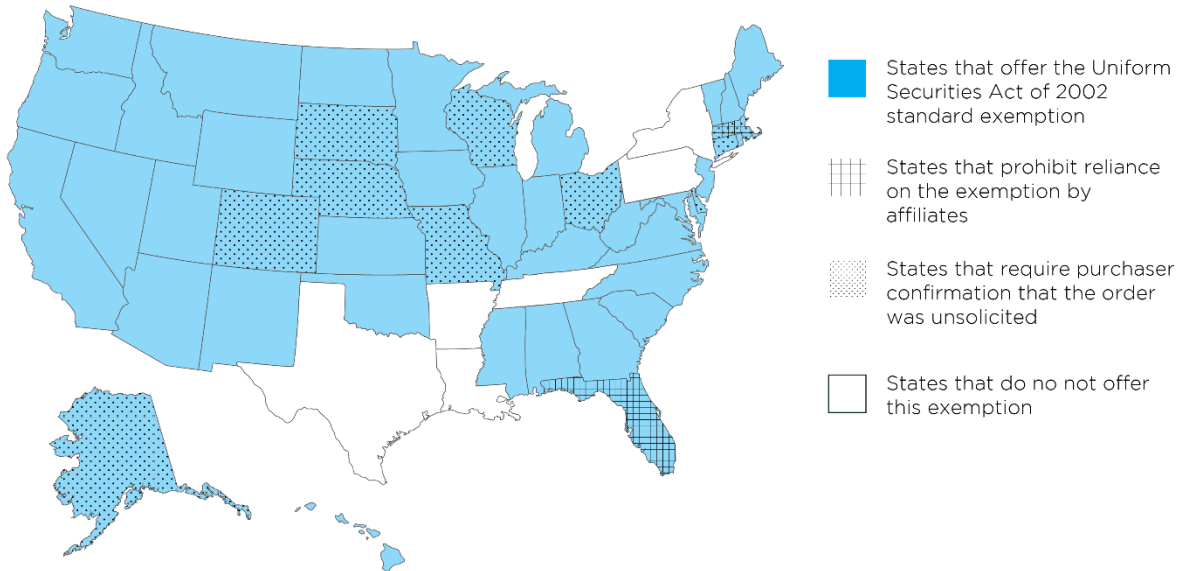 States that offer the Uniform
Securities Act of 2002
standard exemption
States that prohibit reliance
on the exemption by
affiliates
States that require purchaser
confirmation that the order
was unsolicited
States that do no not offer
this exemption